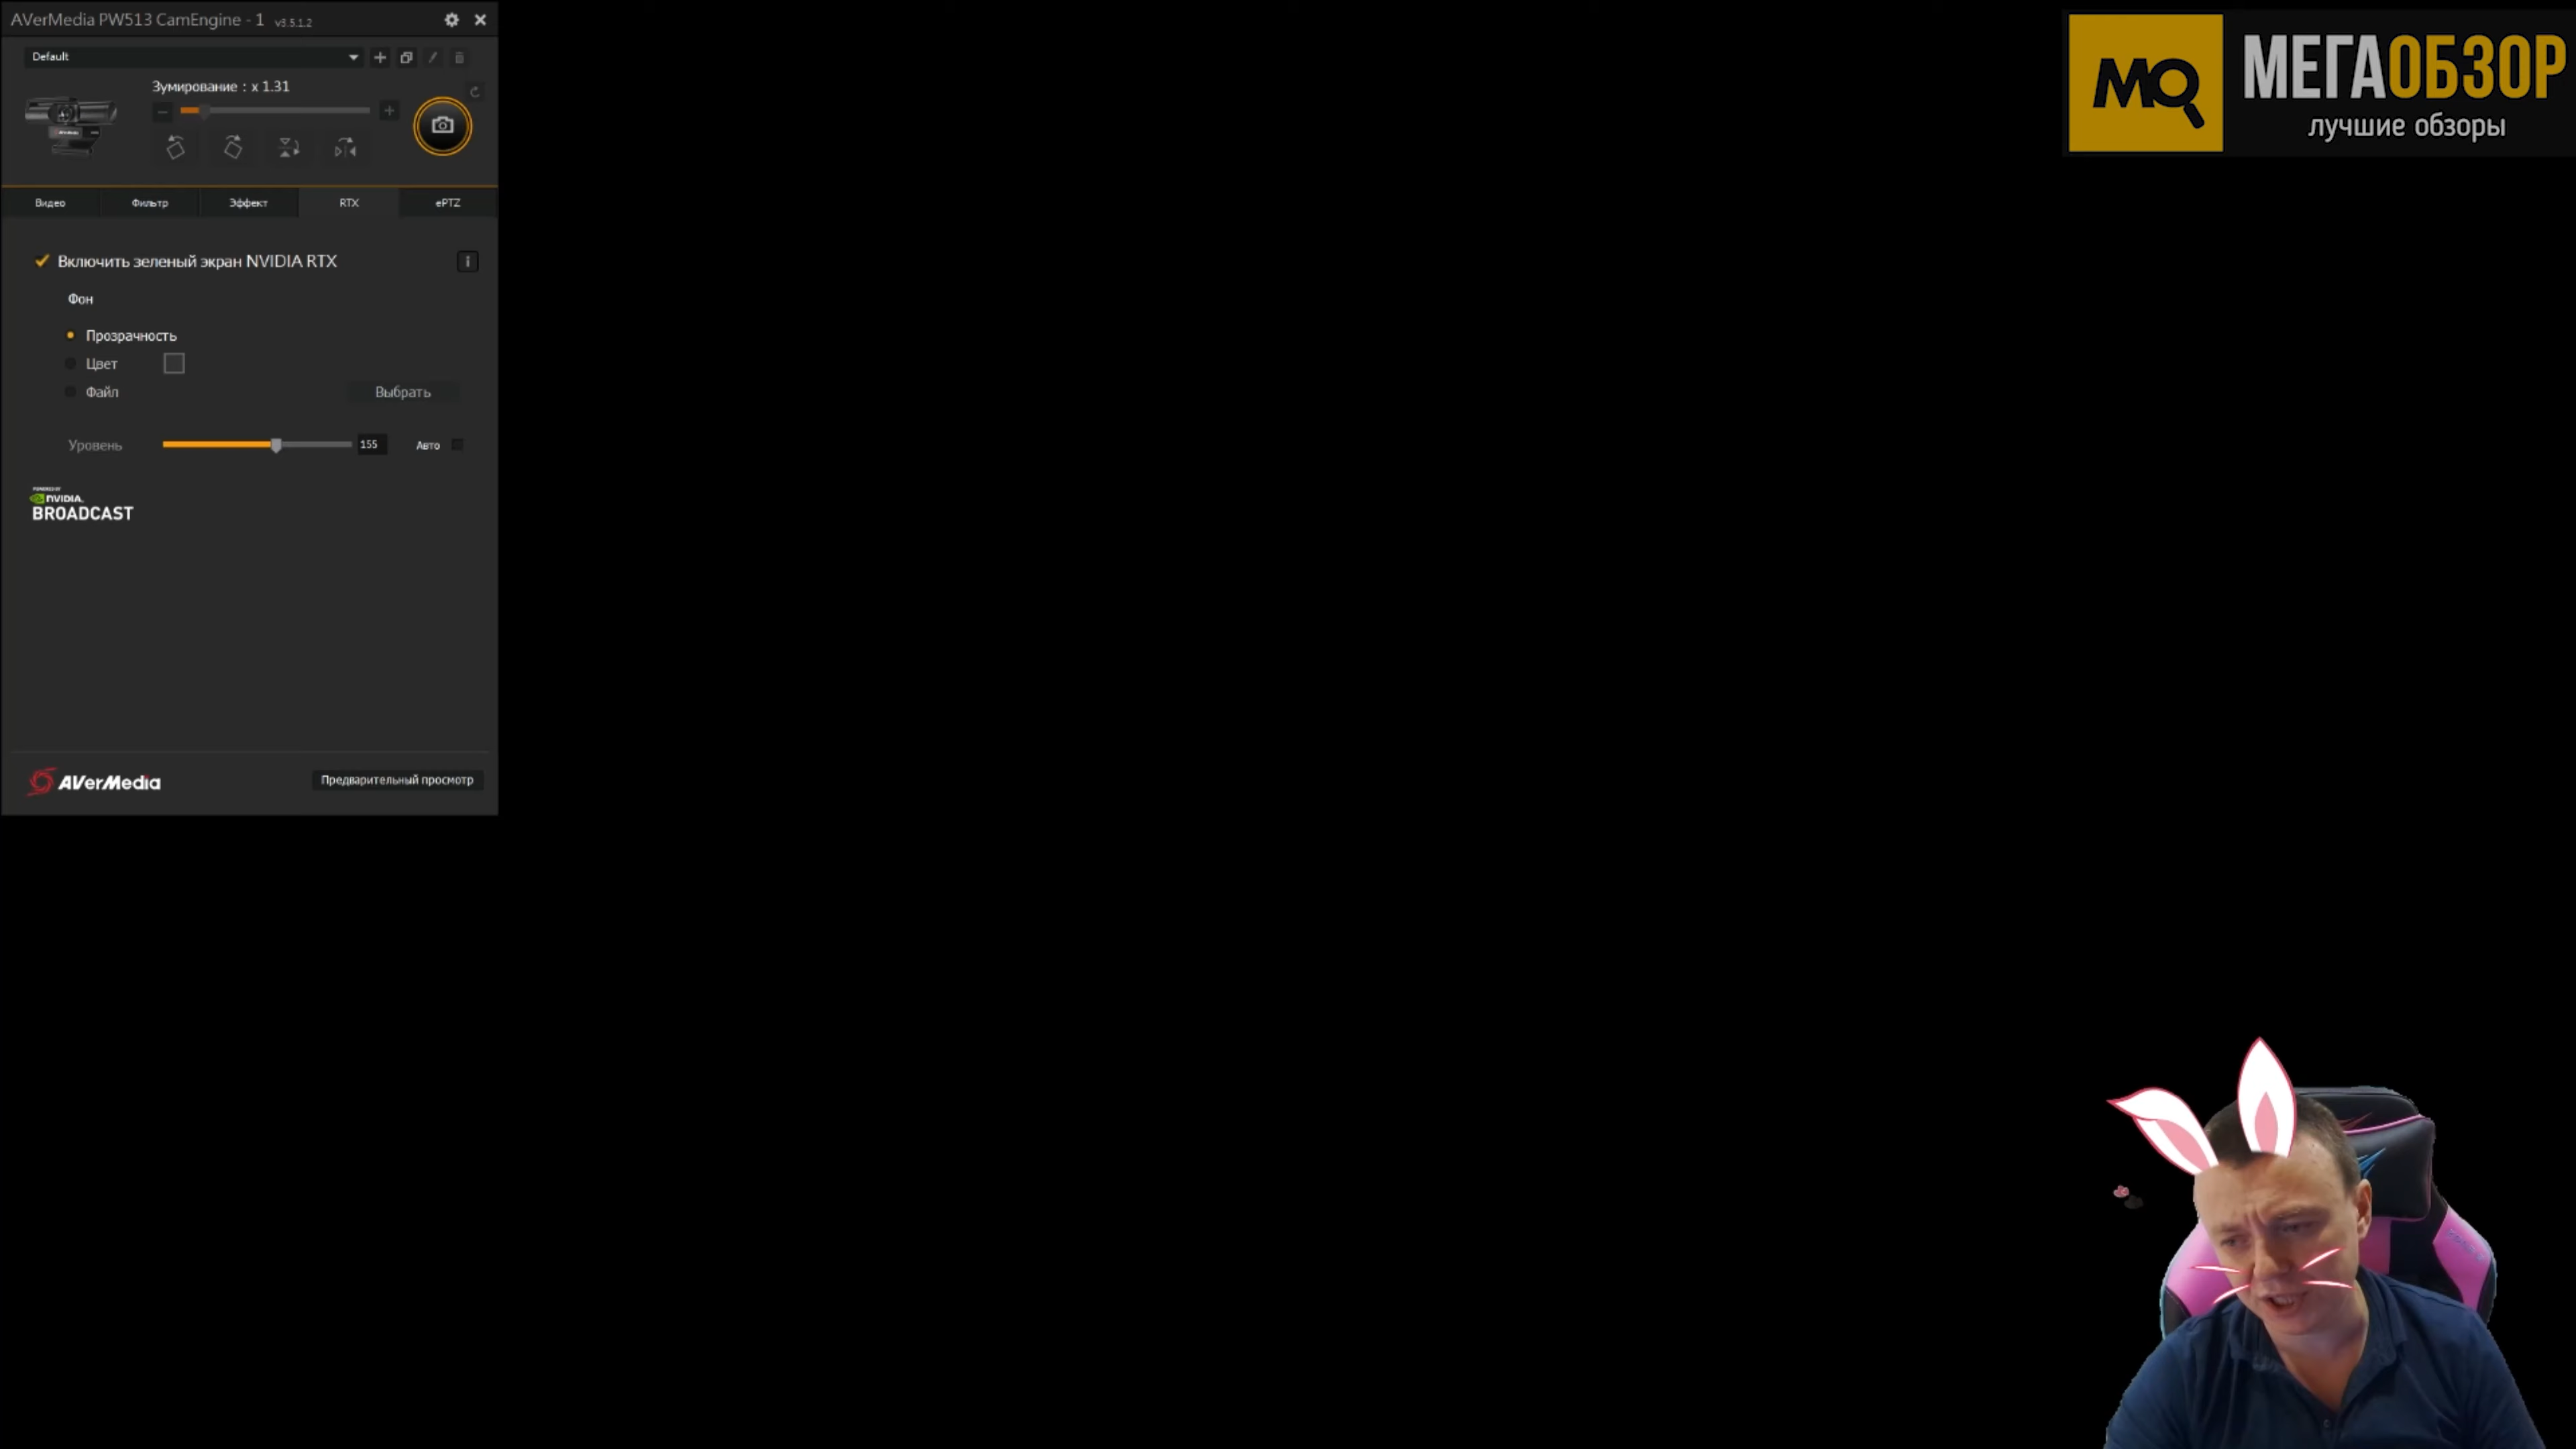 AVerMedia PW513 CamEngine - 1 v3.5.1.2
Default
Зумирование : x 1.31
Видео
Фильтр
Эффект
RTX
ePTZ
Включить зеленый экран NVIDIA RTX
i
Фон
Прозрачность
Цвет
Файл
Выбрать
Уровень
155
Авто
POWERED BY
NVIDIA.
BROADCAST
AVerMedia
Предварительный просмотр
МЕГАОБЗОР
лучшие обзоры